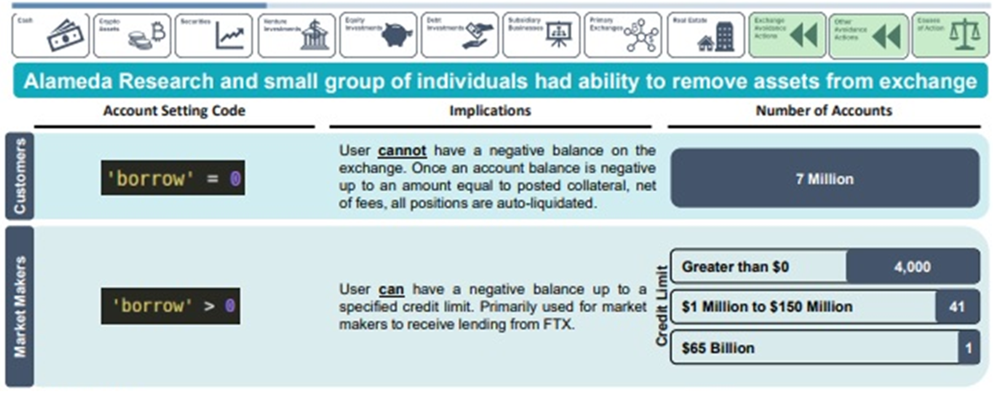 Cash
Crypto
Assets
Securities
Venture
Investments
Equity
Investments
Debt
Investments
Subsidiary
Businesses
Primary
Exchanges
Real Estate
Exchange
Avoidance
Actions
Other
Avoidance
Actions
Causes
of Action
Alameda Research and small group of individuals had ability to remove assets from exchange
Account Setting Code
Implications
Number of Accounts
Customers
'borrow' = 0
User cannot have a negative balance on the
exchange. Once an account balance is negative
up to an amount equal to posted collateral, net
of fees, all positions are auto-liquidated.
7 Million
Market Makers
'borrow' > 0
User can have a negative balance up to a
specified credit limit. Primarily used for market
makers to receive lending from FTX.
Credit Limit
Greater than $0 4,000
$1 Million to $150 Million 41
$65 Billion 1